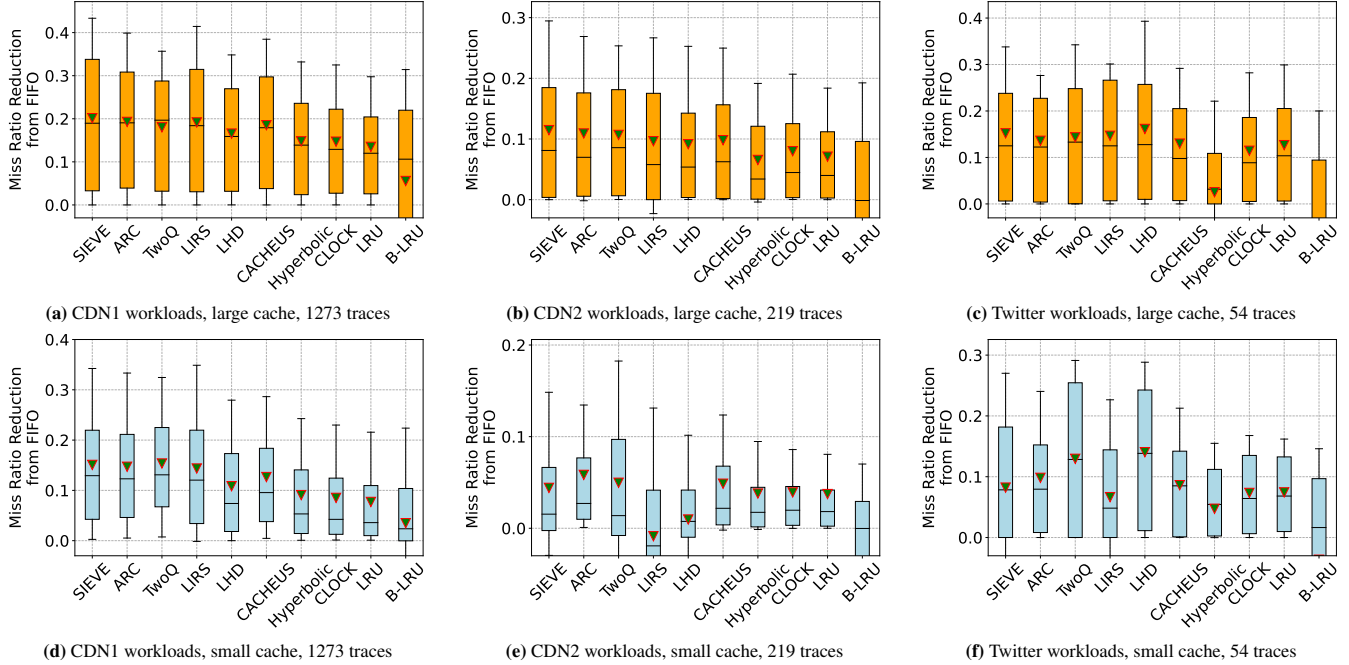 Miss Ratio Reduction
from FIFO
0.4
0.3
0.2
0.1
0.0
SIEVE
ARC
TwoQ
LIRS
LHD
CACHEUS
Hyperbolic
CLOCK
LRU
B-LRU
(a) CDN1 workloads, large cache, 1273 traces
Miss Ratio Reduction
from FIFO
0.3
0.2
0.1
0.0
SIEVE
ARC
TwoQ
LIRS
LHD
CACHEUS
Hyperbolic
CLOCK
LRU
B-LRU
(b) CDN2 workloads, large cache, 219 traces
Miss Ratio Reduction
from FIFO
0.4
0.3
0.2
0.1
0.0
SIEVE
ARC
TwoQ
LIRS
LHD
CACHEUS
Hyperbolic
CLOCK
LRU
B-LRU
(c) Twitter workloads, large cache, 54 traces
Miss Ratio Reduction
from FIFO
0.4
0.3
0.2
0.1
0.0
SIEVE
ARC
TwoQ
LIRS
LHD
CACHEUS
Hyperbolic
CLOCK
LRU
B-LRU
(d) CDN1 workloads, small cache, 1273 traces
Miss Ratio Reduction
from FIFO
0.2
0.1
0.0
SIEVE
ARC
TwoQ
LIRS
LHD
CACHEUS
Hyperbolic
CLOCK
LRU
B-LRU
(e) CDN2 workloads, small cache, 219 traces
Miss Ratio Reduction
from FIFO
0.3
0.2
0.1
0.0
SIEVE
ARC
TwoQ
LIRS
LHD
CACHEUS
Hyperbolic
CLOCK
LRU
B-LRU
(f) Twitter workloads, small cache, 54 traces